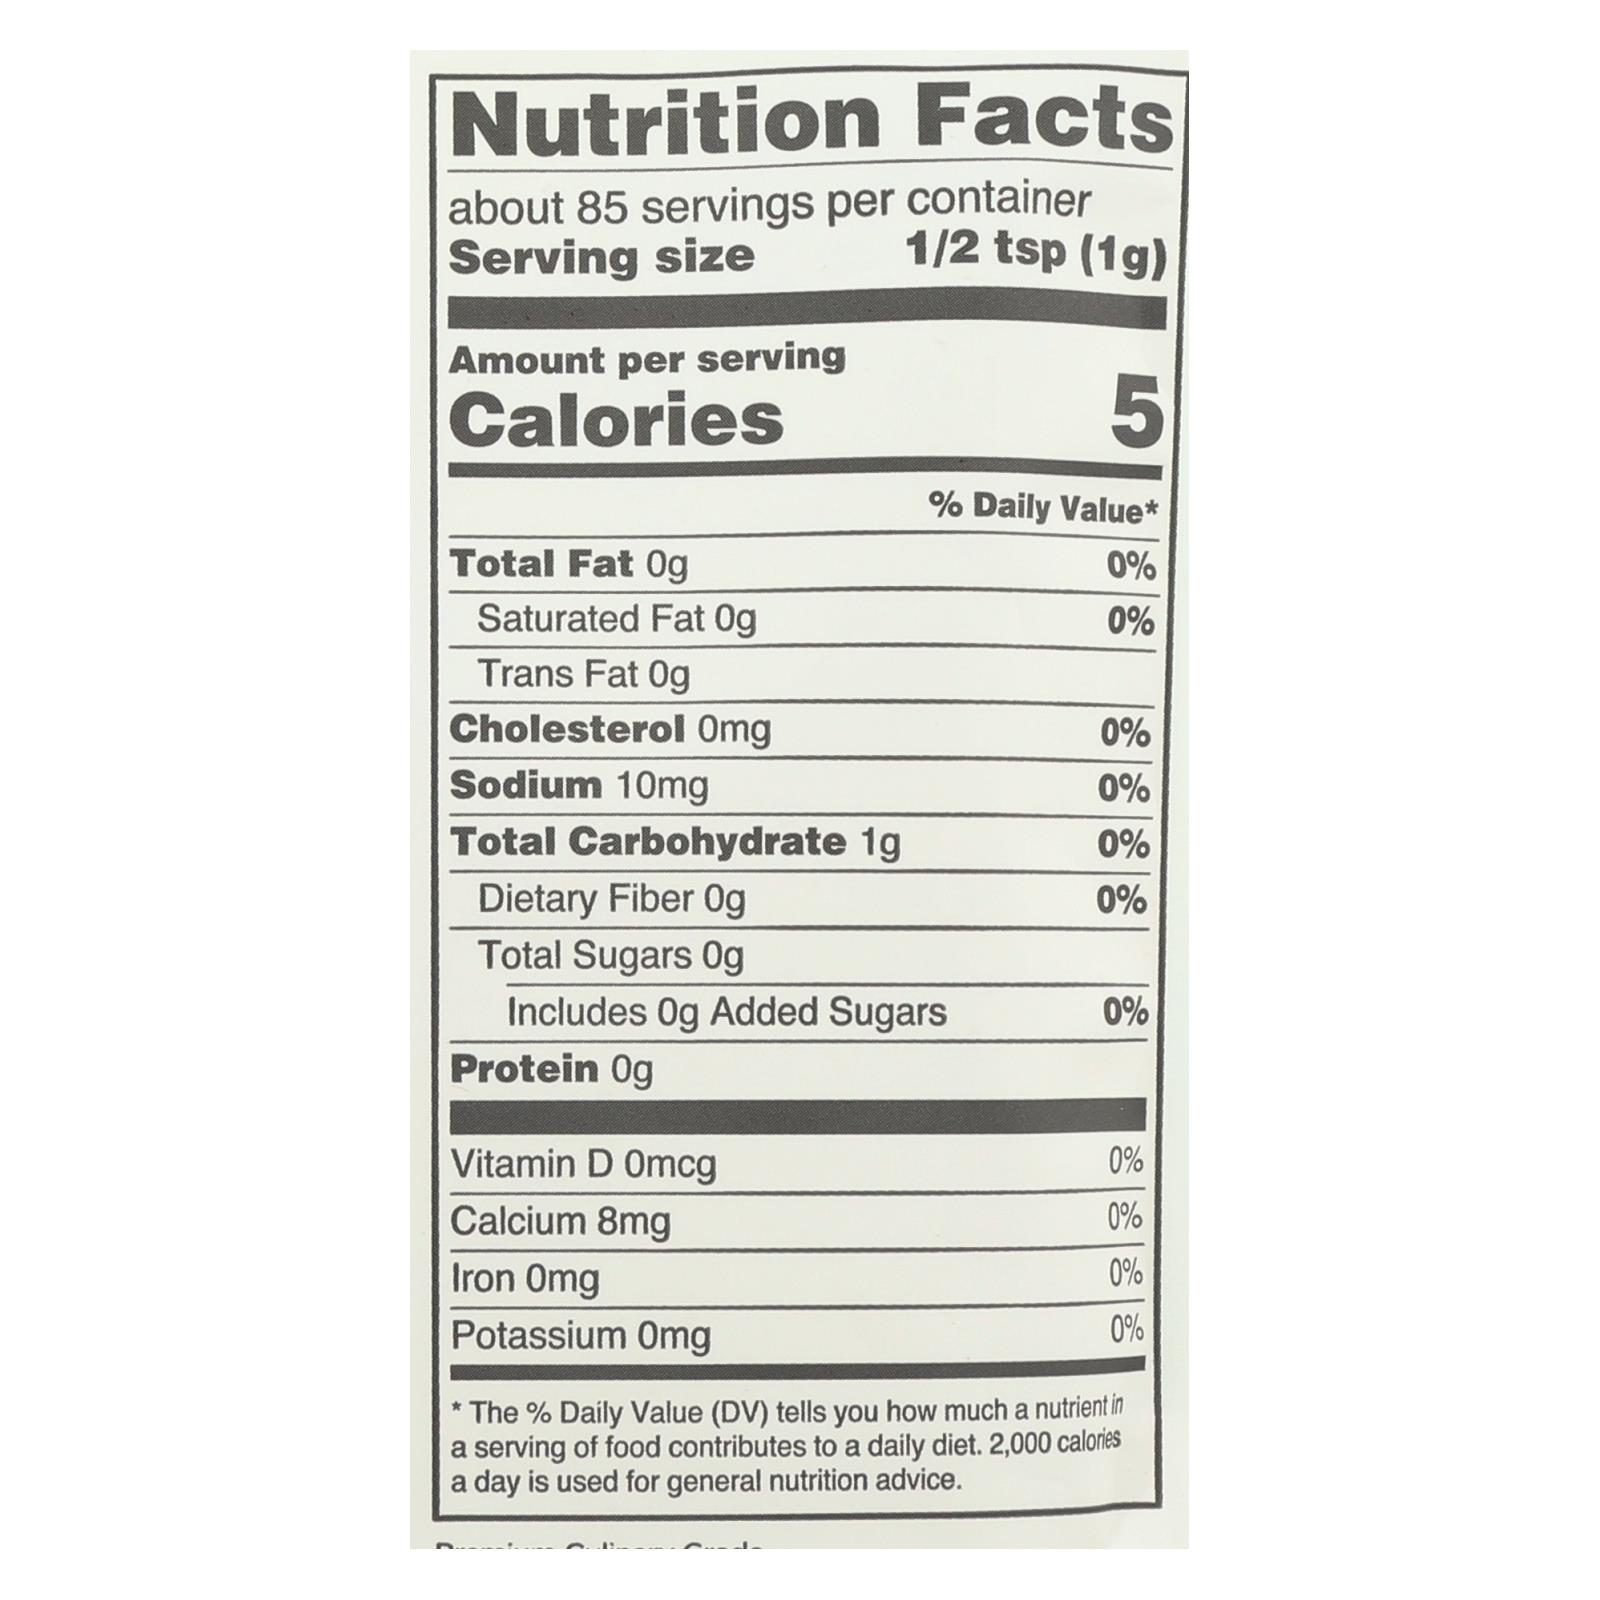 Nutrition Facts
about 85 servings per container
Serving size 1/2 tsp (1g)
Amount per serving
Calories 5
% Daily Value*
Total Fat 0g 0%
Saturated Fat 0g 0%
Trans Fat 0g
Cholesterol 0mg 0%
Sodium 10mg 0%
Total Carbohydrate 1g 0%
Dietary Fiber 0g 0%
Total Sugars 0g
Includes 0g Added Sugars 0%
Protein 0g
Vitamin D 0mcg 0%
Calcium 8mg 0%
Iron 0mg 0%
Potassium 0mg 0%
* The % Daily Value (DV) tells you how much a nutrient in
a serving of food contributes to a daily diet. 2,000 calories
a day is used for general nutrition advice.